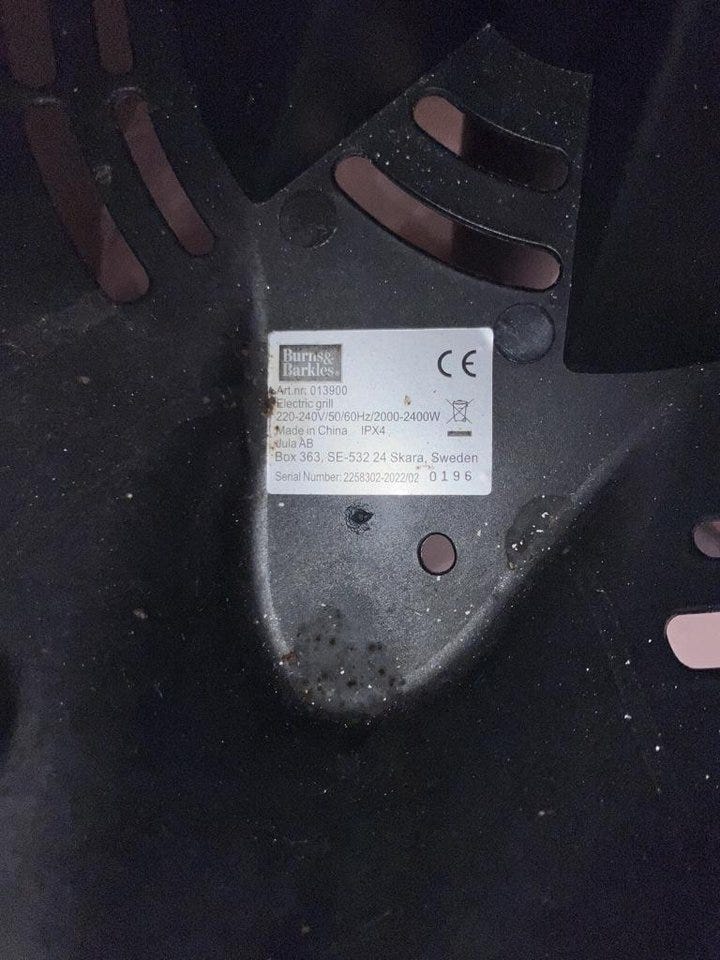 Burns&
Barkles®
CE
Art.nr: 013900
Electric grill
220-240V/50/60Hz/2000-2400W
Made in China IPX4
Jula AB
Box 363, SE-532 24 Skara, Sweden
Serial Number: 2258302-2022/02 0196